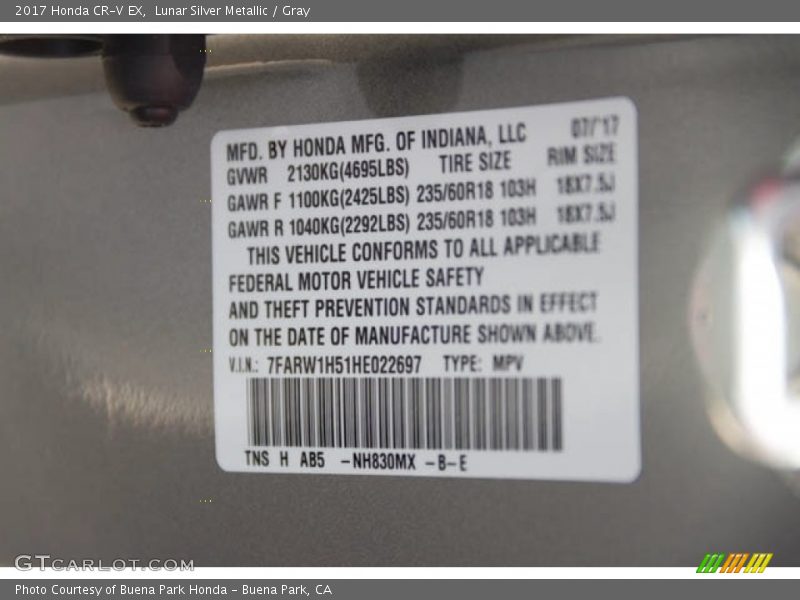 2017 Honda CR-V EX, Lunar Silver Metallic / Gray
MFD. BY HONDA MFG. OF INDIANA, LLC 07/'17
GVWR 2130KG(4695LBS) TIRE SIZE RIM SIZE
GAWR F 1100KG(2425LBS) 235/60R18 103H 18X7.5J
GAWR R 1040KG(2292LBS) 235/60R18 103H 18X7.5J
THIS VEHICLE CONFORMS TO ALL APPLICABLE
FEDERAL MOTOR VEHICLE SAFETY
AND THEFT PREVENTION STANDARDS IN EFFECT
ON THE DATE OF MANUFACTURE SHOWN ABOVE.
V.I.N.: 7FARW1H51HE022697 TYPE: MPV
TNS H AB5 -NH830MX -B-E
GTCARLOT.COM
Photo Courtesy of Buena Park Honda - Buena Park, CA